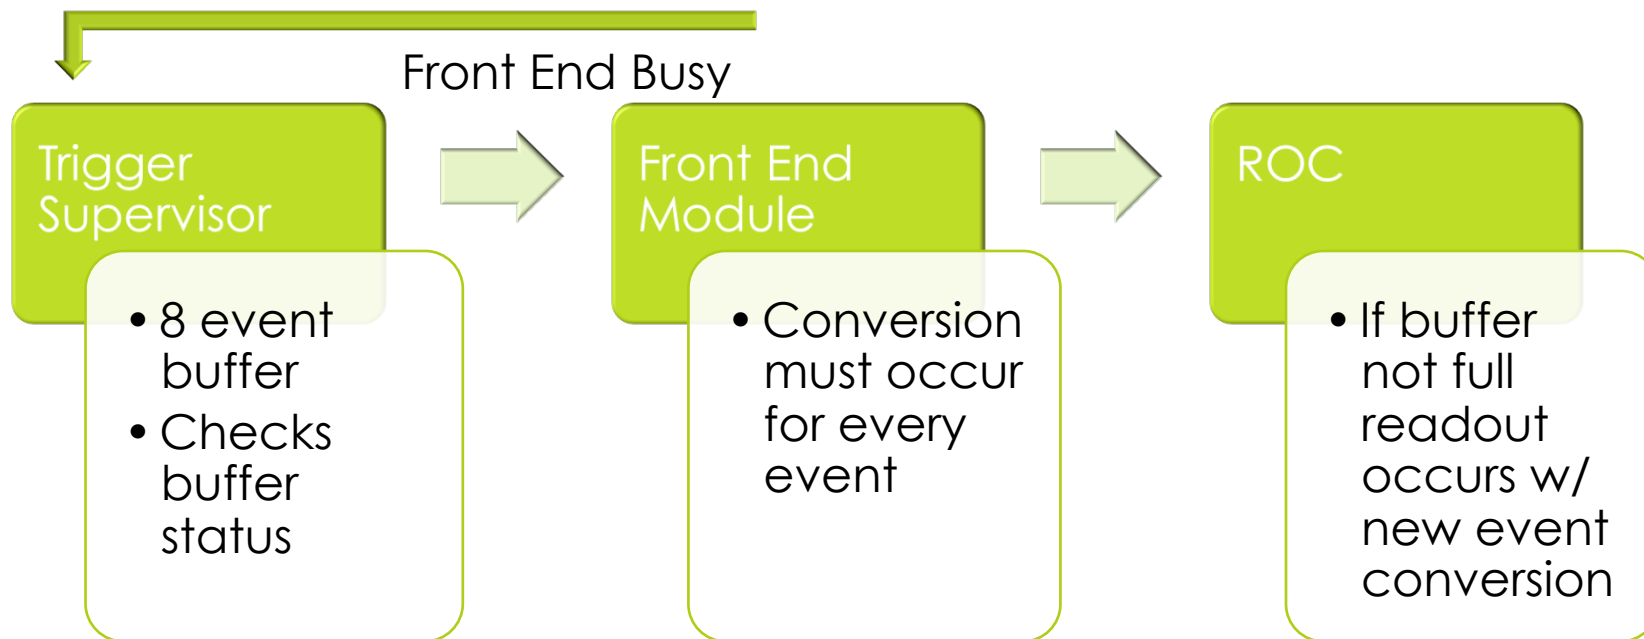 Front End Busy
Trigger
Supervisor
• 8 event
buffer
• Checks
buffer
status
Front End
Module
• Conversion
must occur
for every
event
ROC
• If buffer
not full
readout
occurs w/
new event
conversion